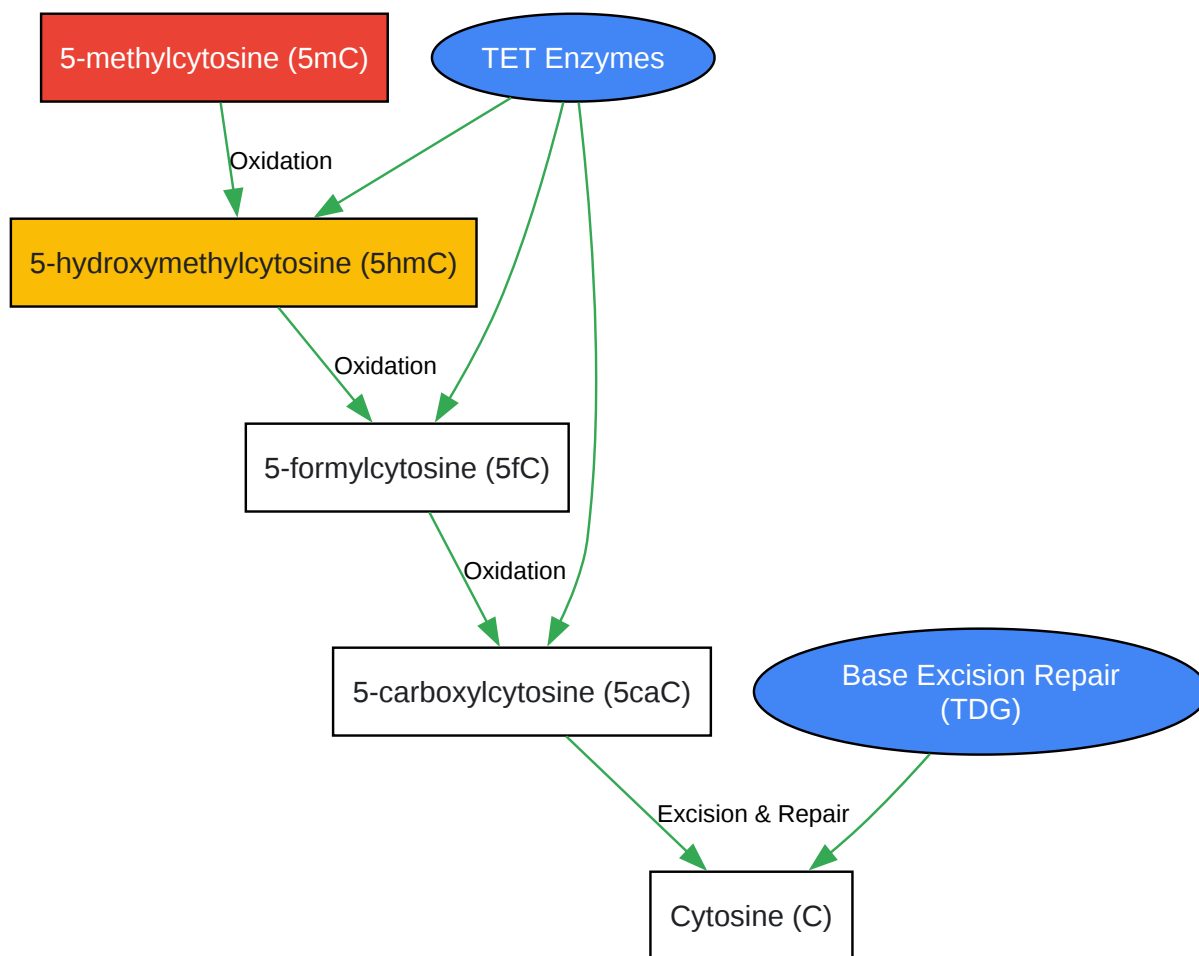 5-methylcytosine (5mC)
TET Enzymes
Oxidation
5-hydroxymethylcytosine (5hmC)
Oxidation
5-formylcytosine (5fC)
Oxidation
5-carboxylcytosine (5caC)
Base Excision Repair
(TDG)
Excision & Repair
Cytosine (C)